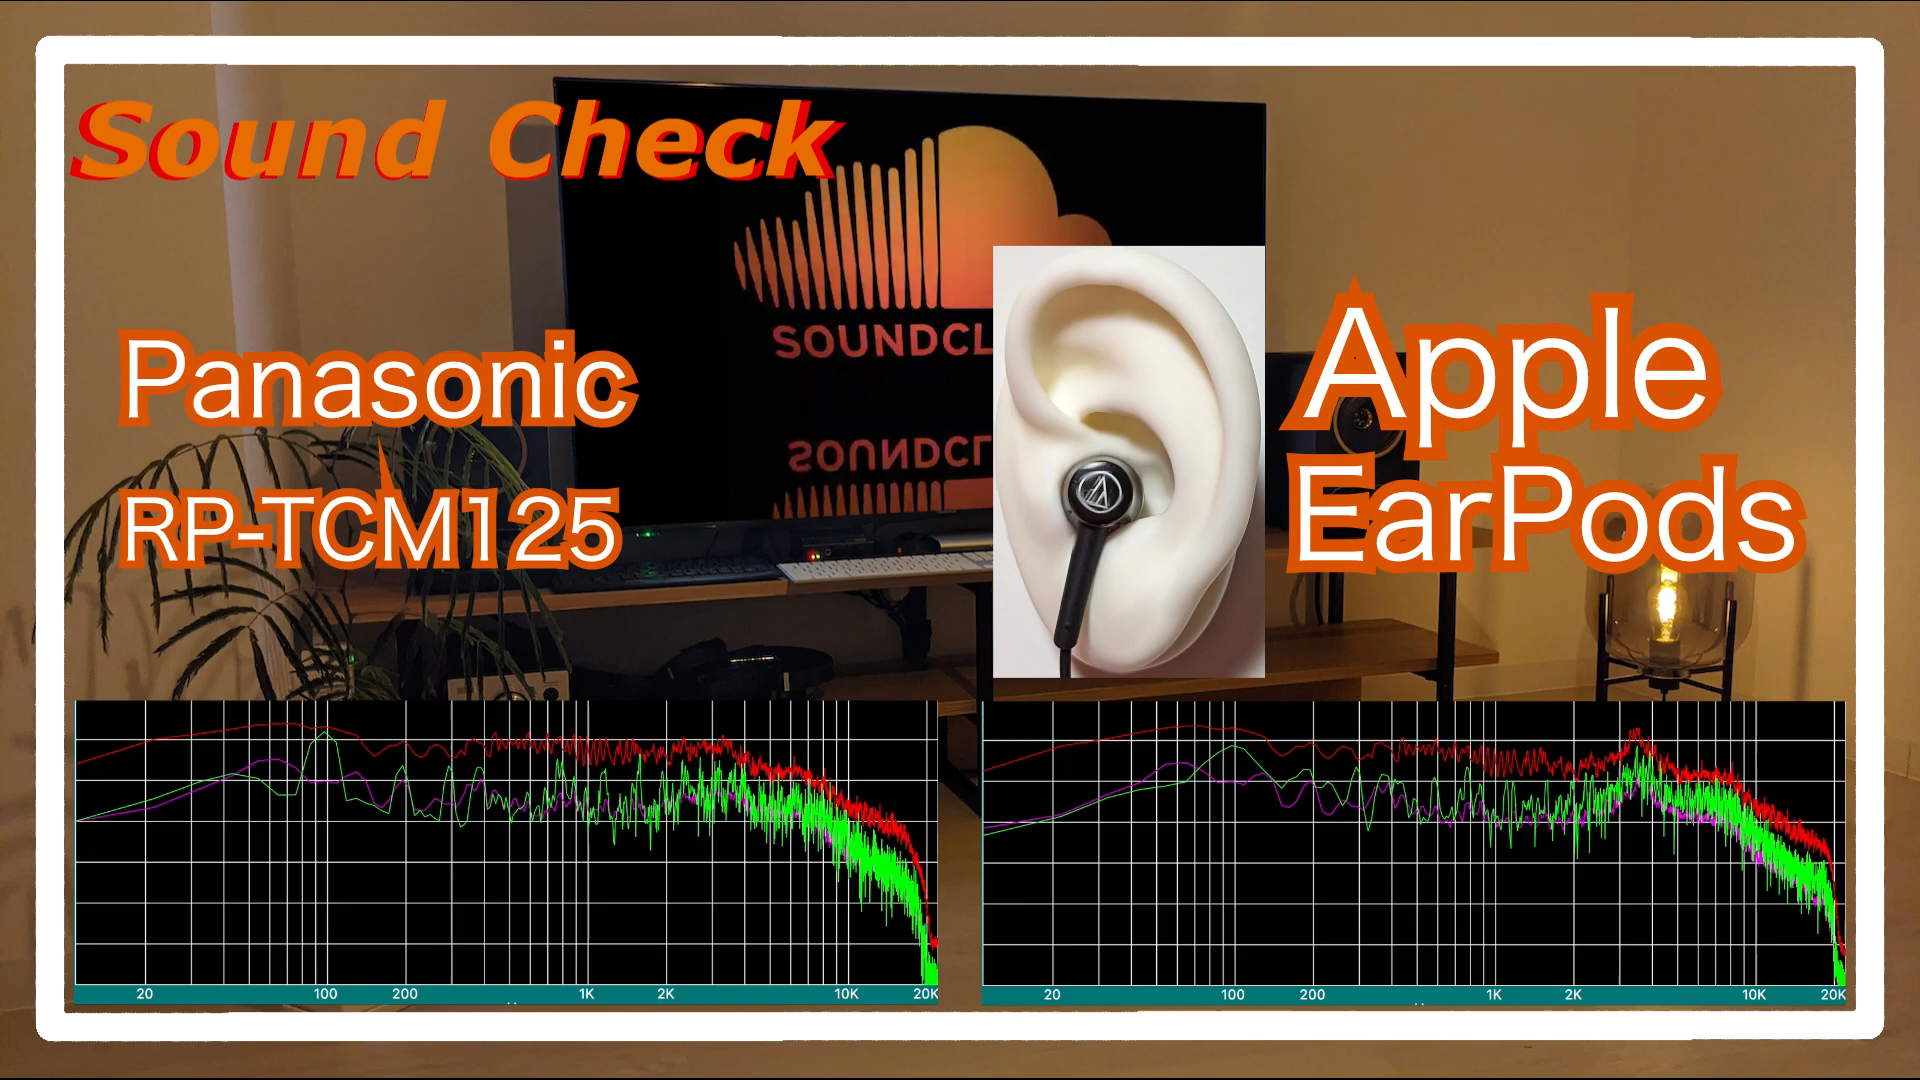 Sound Check
SOUNDCL
SOUNDCL
Panasonic
RP-TCM125
Apple
EarPods
20 100 200 1K 2K 10K 20K
20 100 200 1K 2K 10K 20K